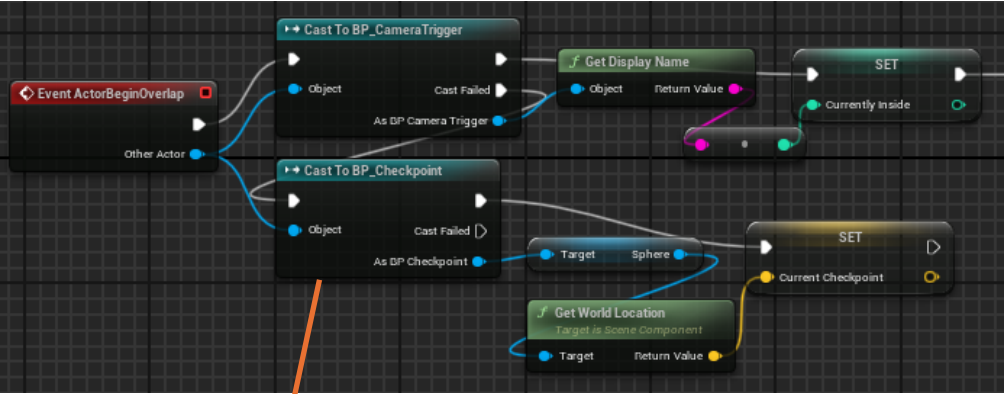 Cast To BP_CameraTrigger
Object
Cast Failed
As BP Camera Trigger
Event ActorBeginOverlap
Other Actor
f Get Display Name
Object
Return Value
SET
Currently Inside
Cast To BP_Checkpoint
Object
Cast Failed
As BP Checkpoint
Target
Sphere
SET
Current Checkpoint
f Get World Location
Target is Scene Component
Target
Return Value